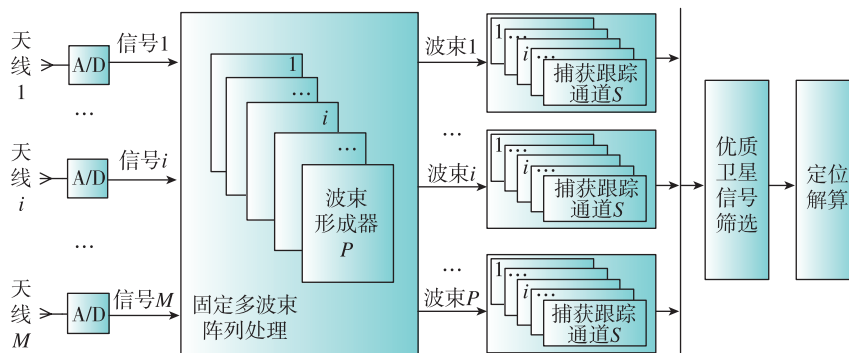 天线1
A/D
信号1
…
天线i
A/D
信号i
…
天线M
A/D
信号M
1
…
i
…
波束
形成器
P
固定多波束
阵列处理
波束1
…
波束i
…
波束P
1…
i…
捕获跟踪
通道S
1…
i…
捕获跟踪
通道S
1…
i…
捕获跟踪
通道S
优质
卫星
信号
筛选
定位
解算